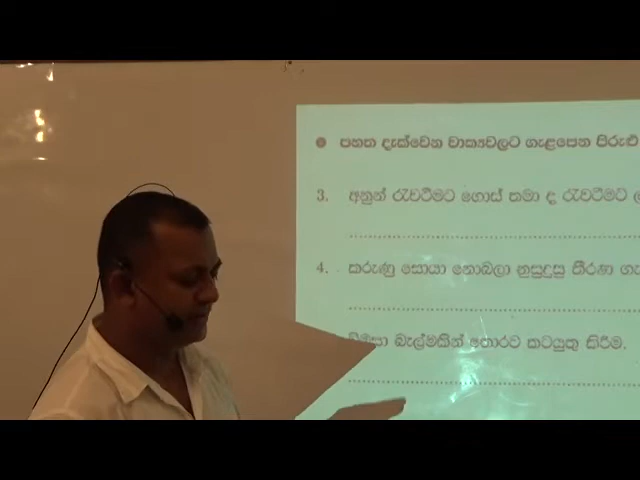 පහත දැක්වෙන වාක්‍යවලට ගැළපෙන පිරුළු
3. අනුන් රැවටීමට ගොස් තමා ද රැවටීමට
4. කරුණු සොයා නොබලා නුසුදුසු තීරණ
බැල්මකින් තොරව කටයුතු කිරීම.